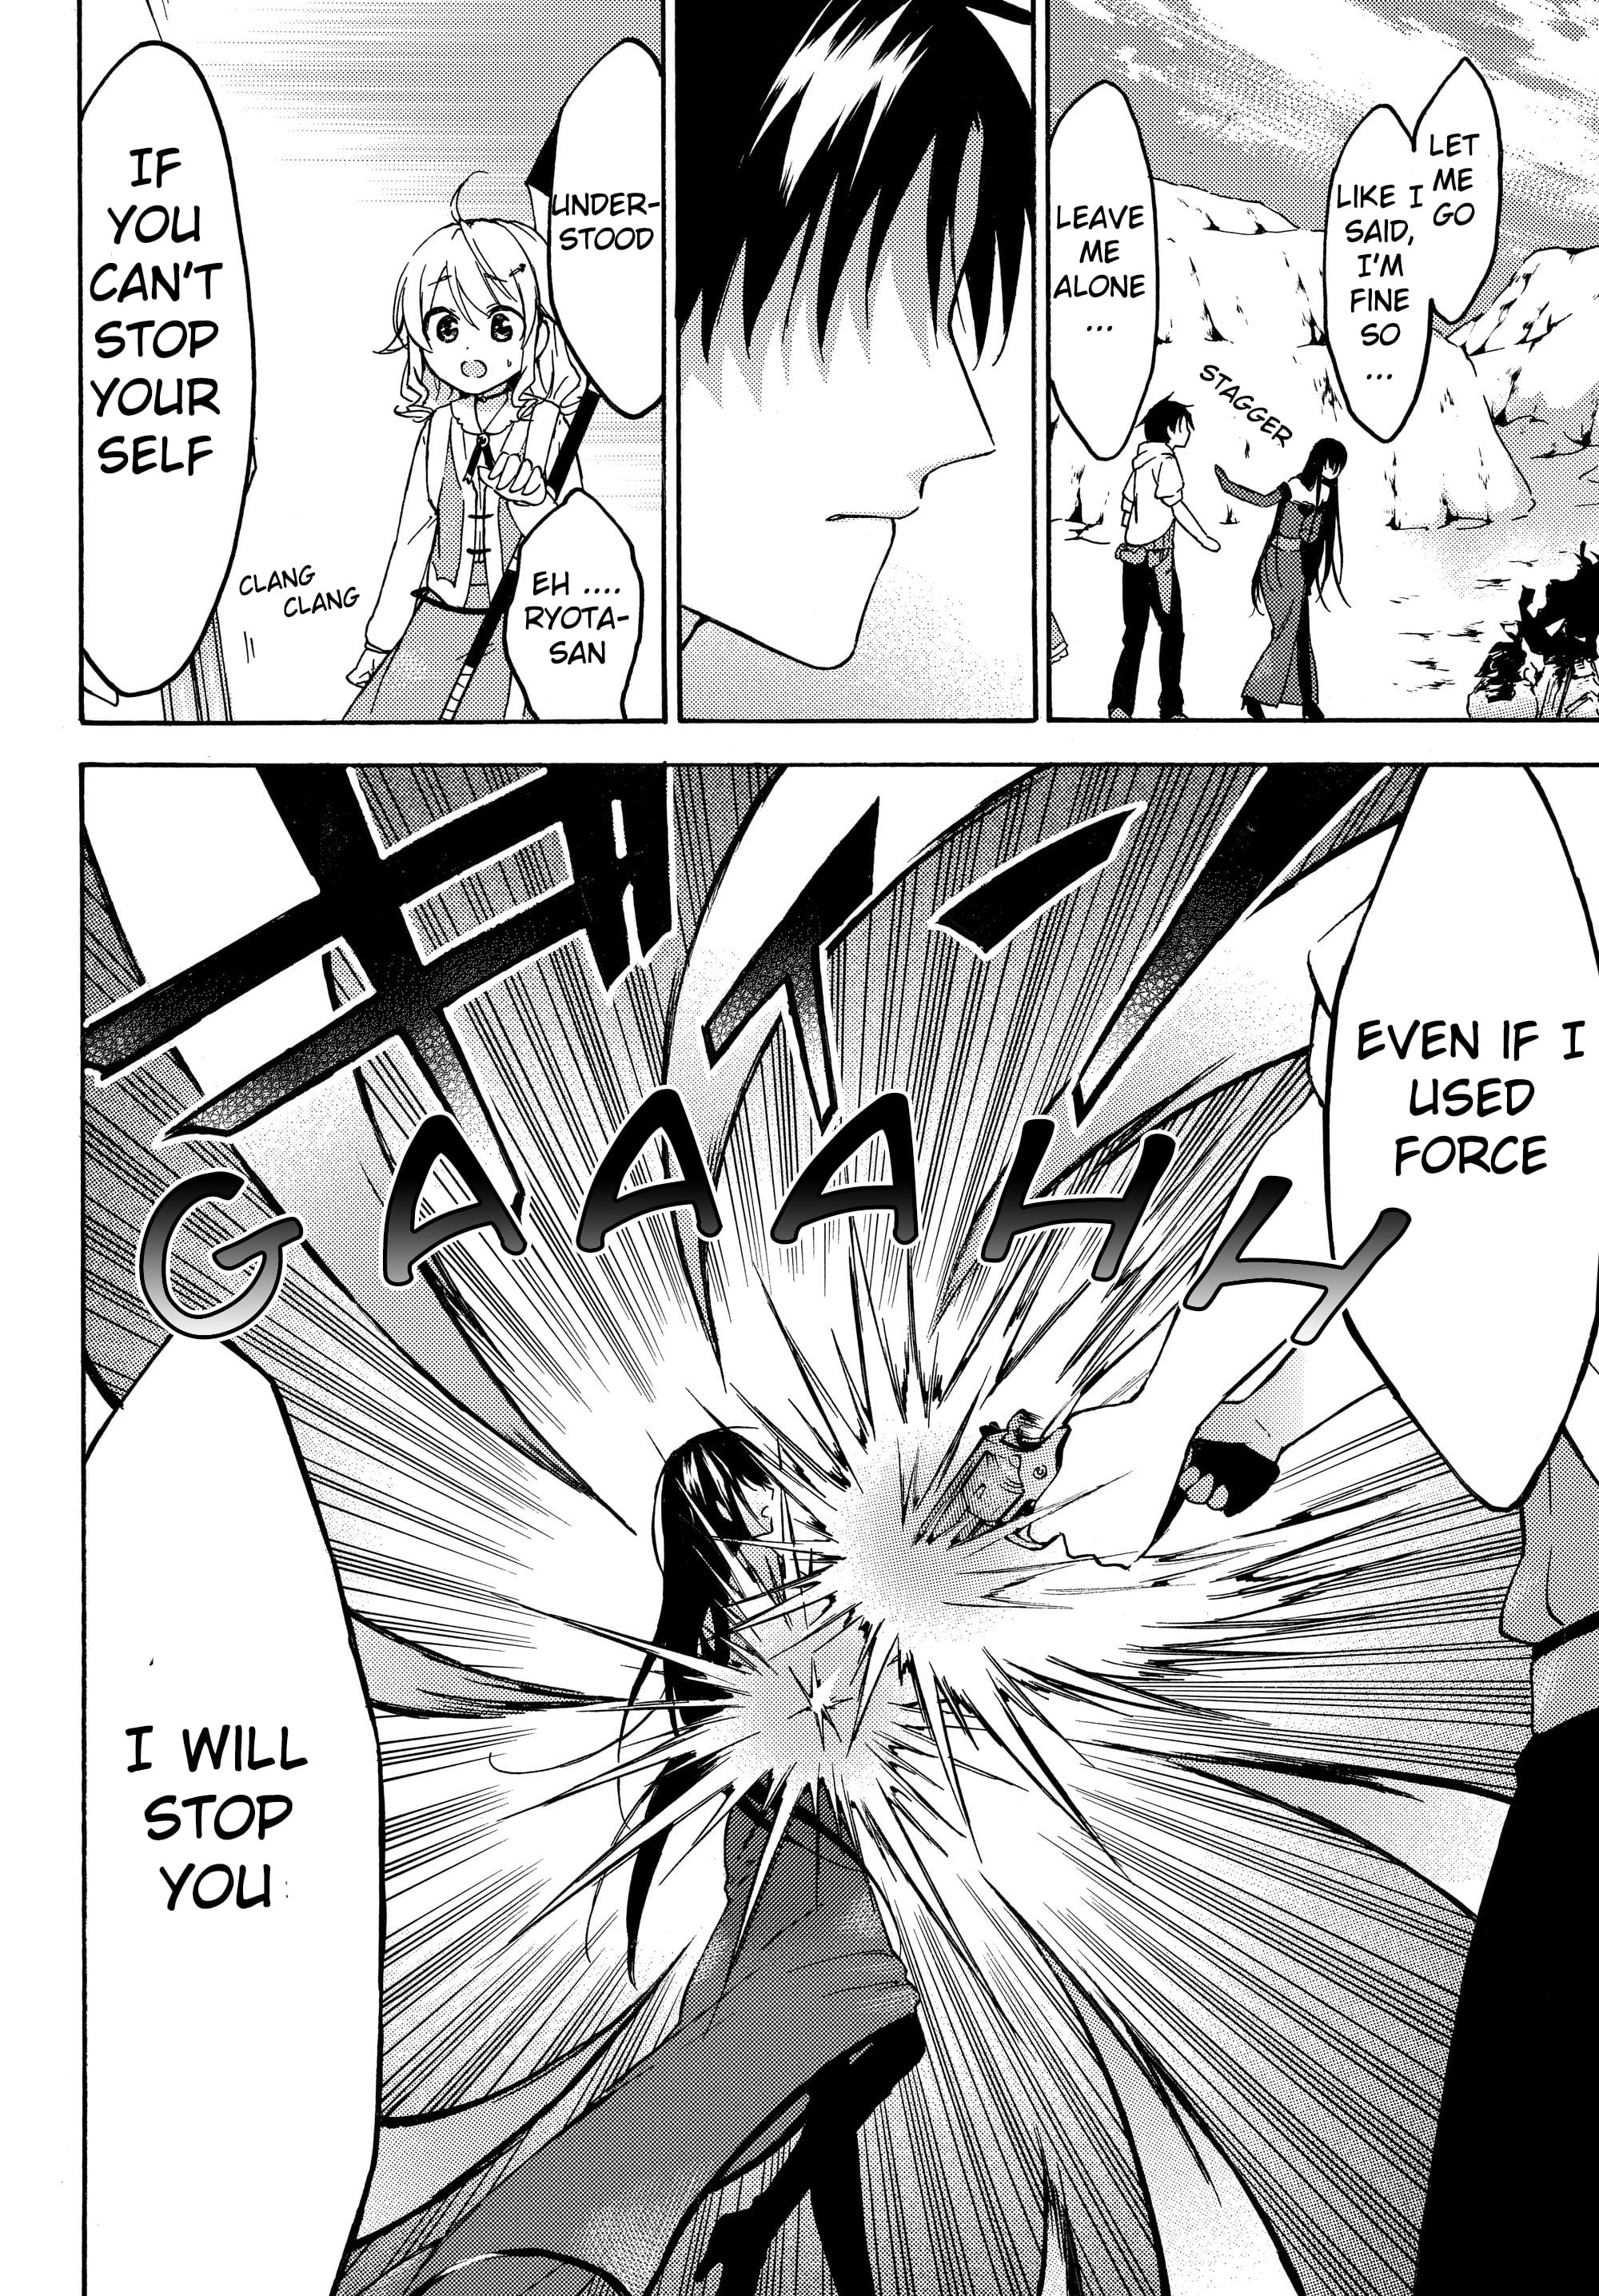 LET
ME
GO
LIKE I
SAID,
I'M
FINE
SO
...
STAGGER
LEAVE
ME
ALONE
...
UNDER-
STOOD
EH ....
RYOTA-
SAN
CLANG
CLANG
IF
YOU
CAN'T
STOP
YOUR
SELF
EVEN IF I
USED
FORCE
GAAAHHH
I WILL
STOP
YOU